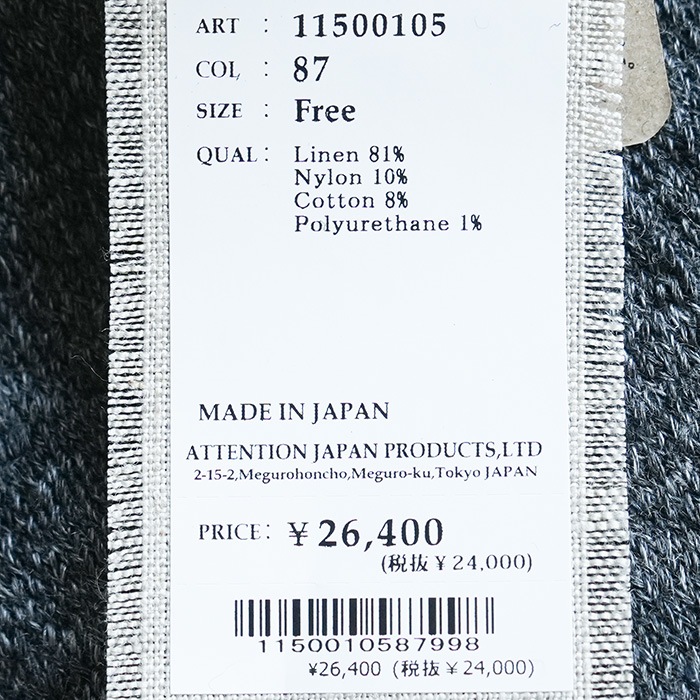 ART : 11500105
COL : 87
SIZE : Free
QUAL : Linen 81%
Nylon 10%
Cotton 8%
Polyurethane 1%
MADE IN JAPAN
ATTENTION JAPAN PRODUCTS,LTD
2-15-2,Megurohoncho,Meguro-ku,Tokyo JAPAN
PRICE: ¥26,400
(税抜¥24,000)
1150010587998
¥26,400 (税抜¥24,000)